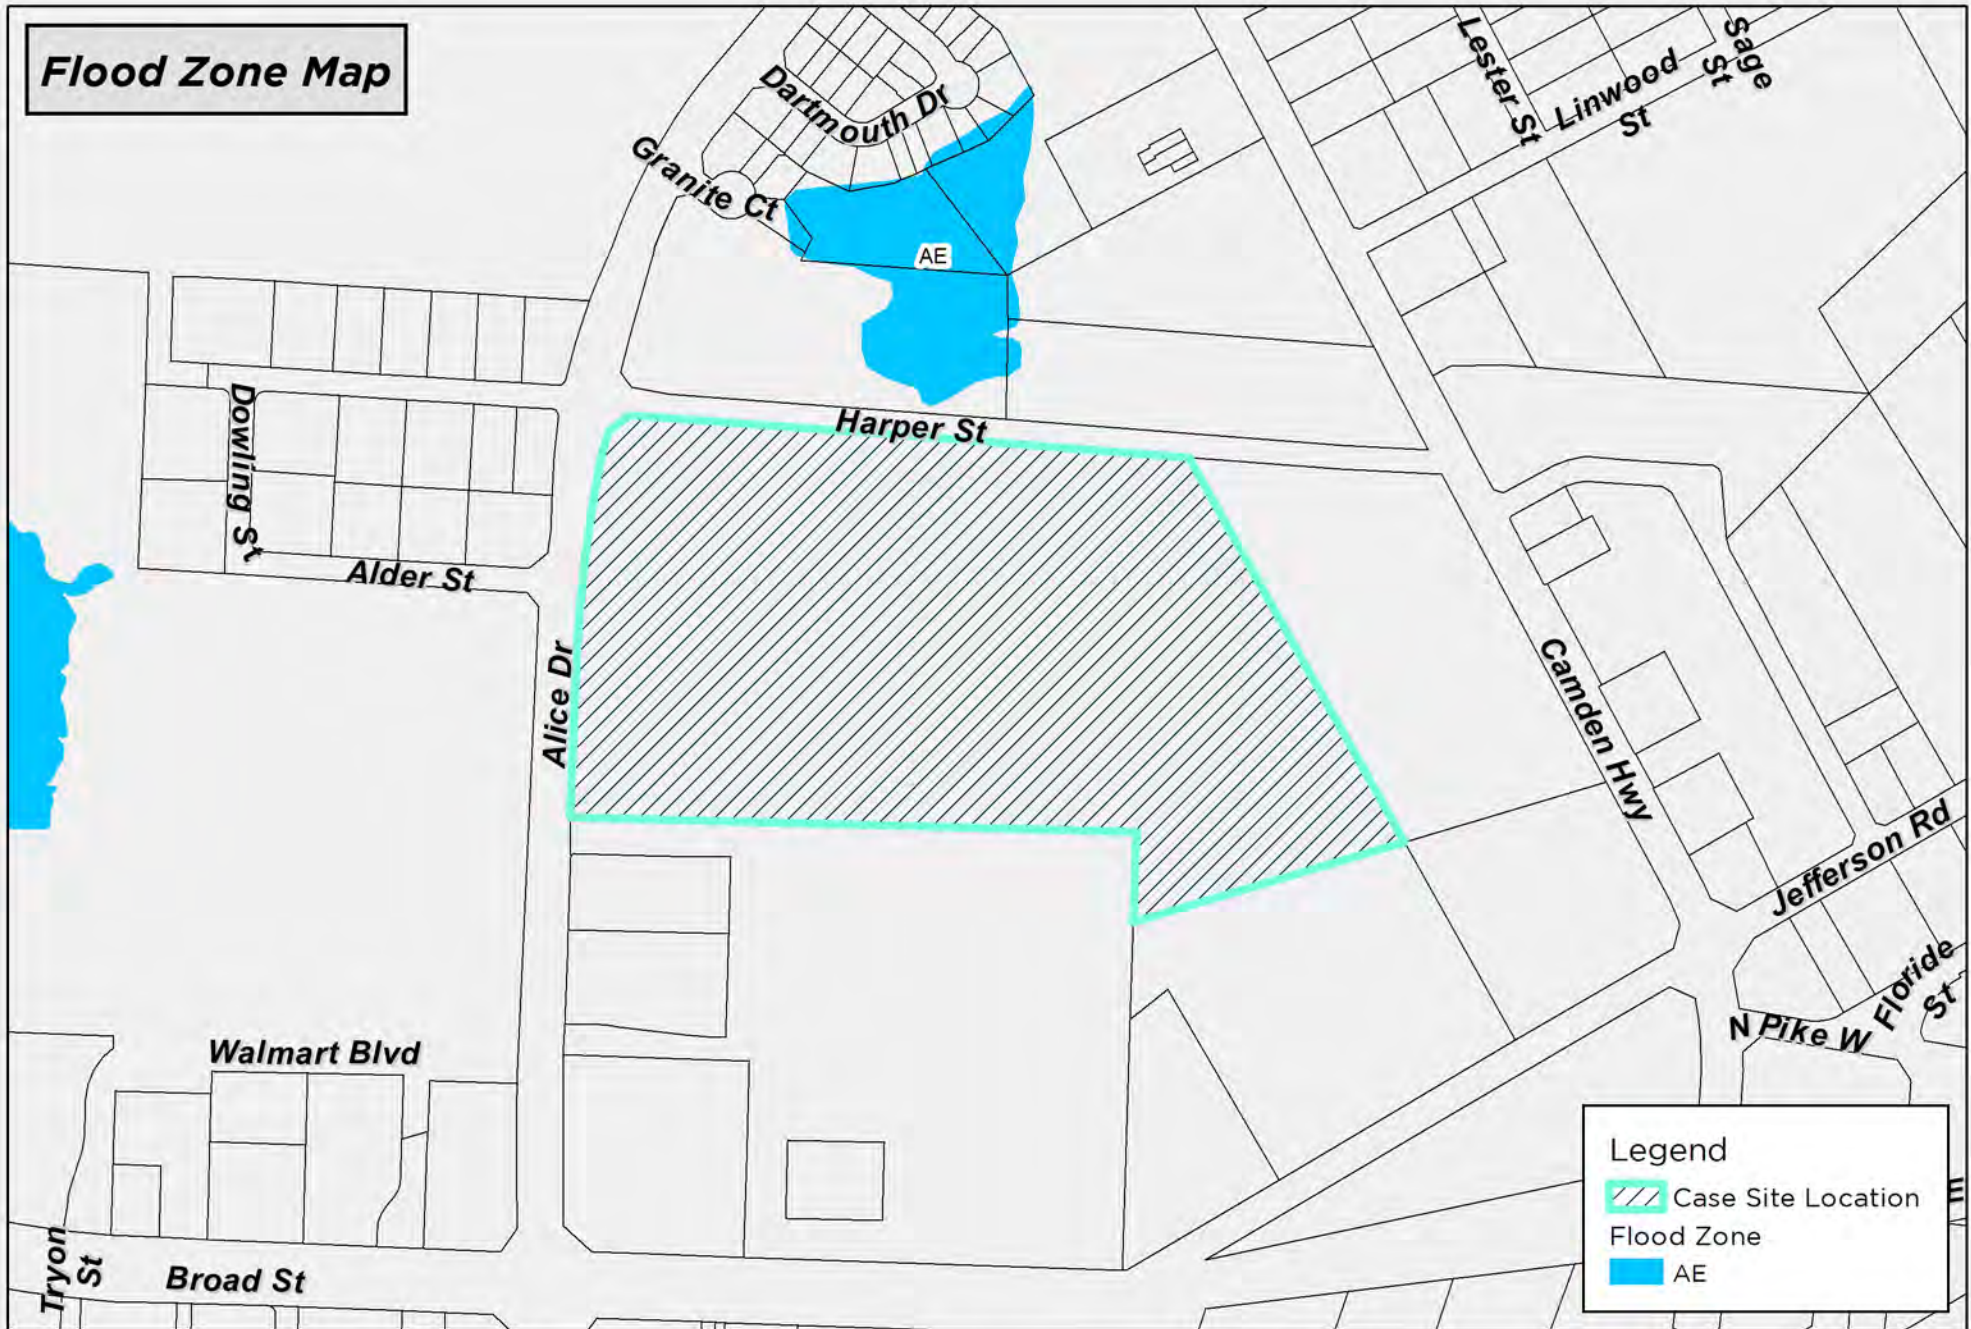 Flood Zone Map
Dartmouth Dr
Granite Ct
Lester St
Linwood
St
Sage
St
AE
Harper St
Dowling St
Alder St
Alice Dr
Camden Hwy
Jefferson Rd
Floride
St
N Pike W
Walmart Blvd
Tryon
St
Broad St
Legend
Case Site Location
Flood Zone
AE